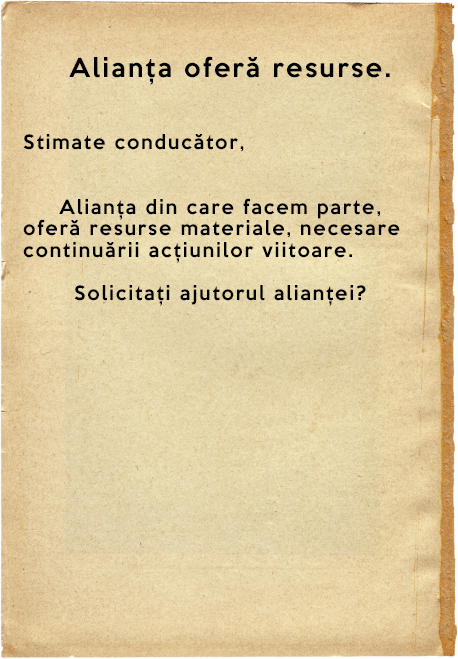 Alianța oferă resurse.
Stimate conducător,
Alianța din care facem parte,
oferă resurse materiale, necesare
continuării acțiunilor viitoare.
Solicitați ajutorul alianței?